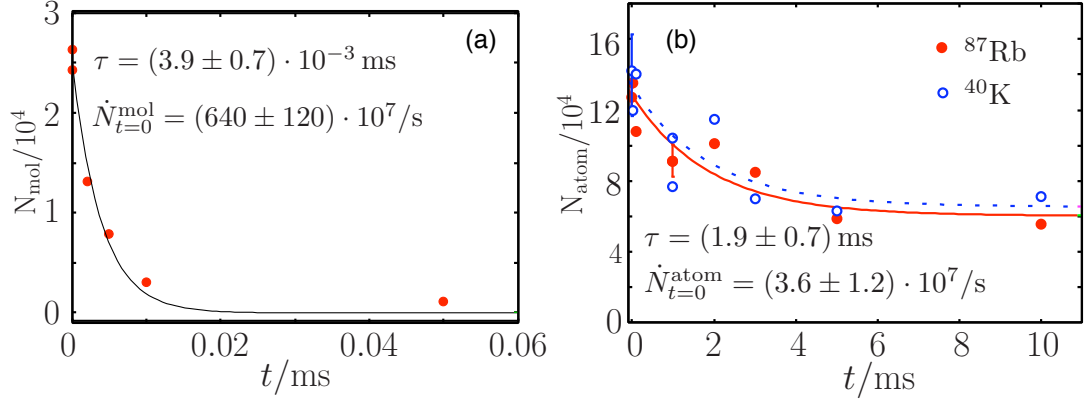 (a)
τ = (3.9 ± 0.7) · 10⁻³ ms
Ṅ^mol_t=0 = (640 ± 120) · 10⁷/s
N_mol/10⁴
3
2
1
0
0 0.02 0.04 0.06
t/ms
(b)
⁸⁷Rb
⁴⁰K
τ = (1.9 ± 0.7) ms
Ṅ^atom_t=0 = (3.6 ± 1.2) · 10⁷/s
N_atom/10⁴
16
12
8
4
0
0 2 4 6 8 10
t/ms